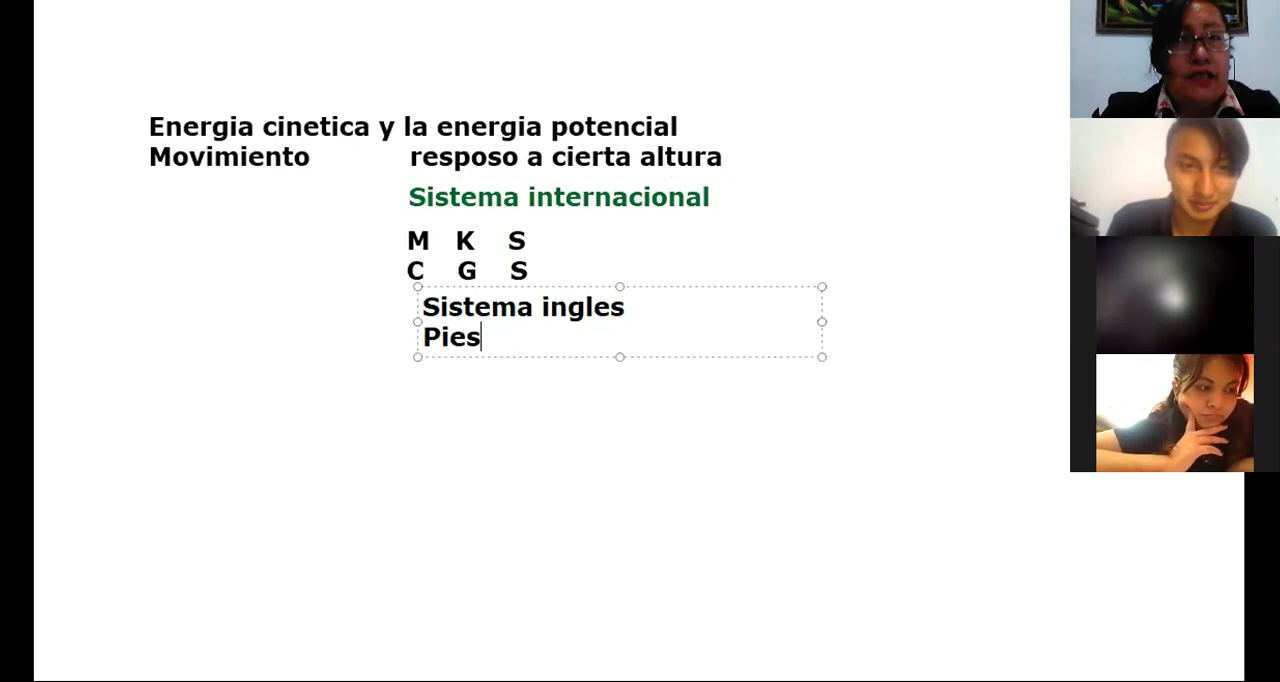 Energia cinetica y la energia potencial
Movimiento resposo a cierta altura
Sistema internacional
M K S
C G S
Sistema ingles
Pies